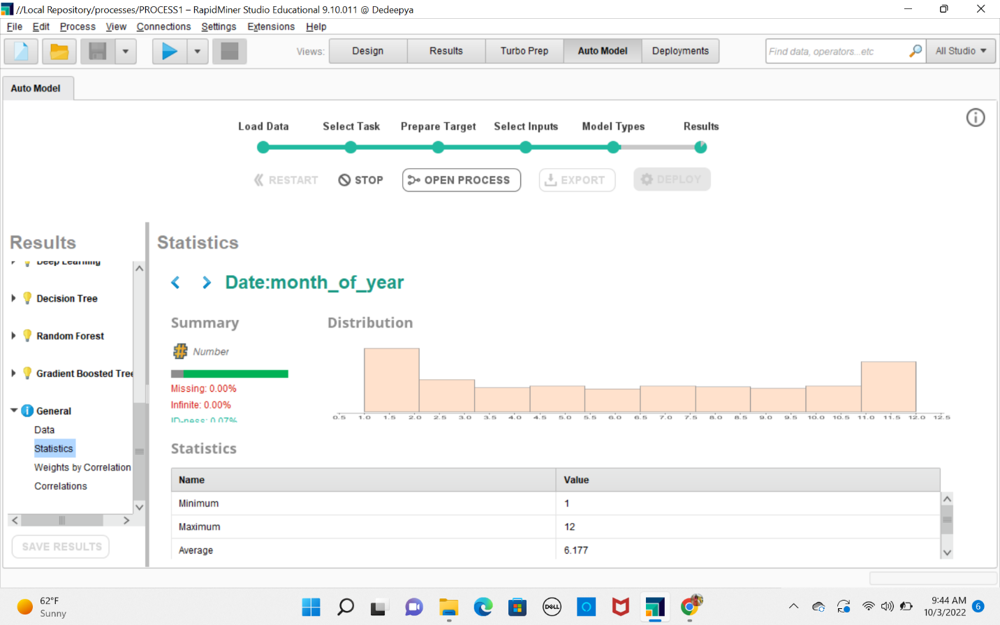 //Local Repository/processes/PROCESS1 – RapidMiner Studio Educational 9.10.011 @ Dedeepya
File Edit Process View Connections Settings Extensions Help
Views: Design Results Turbo Prep Auto Model Deployments Find data, operators...etc All Studio
Auto Model
Load Data Select Task Prepare Target Select Inputs Model Types Results
RESTART STOP OPEN PROCESS EXPORT DEPLOY
Results
Deep Learning
Decision Tree
Random Forest
Gradient Boosted Tree
General
Data
Statistics
Weights by Correlation
Correlations
SAVE RESULTS
Statistics
Date:month_of_year
Summary
Number
Missing: 0.00%
Infinite: 0.00%
ID-ness: 0.07%
Distribution
0.5 1.0 1.5 2.0 2.5 3.0 3.5 4.0 4.5 5.0 5.5 6.0 6.5 7.0 7.5 8.0 8.5 9.0 9.5 10.0 10.5 11.0 11.5 12.0 12.5
Statistics
Name Value
Minimum 1
Maximum 12
Average 6.177
62°F
Sunny
DELL
9:44 AM
10/3/2022
6